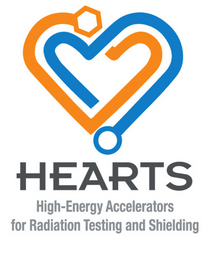 HEARTS
High-Energy Accelerators
for Radiation Testing and Shielding